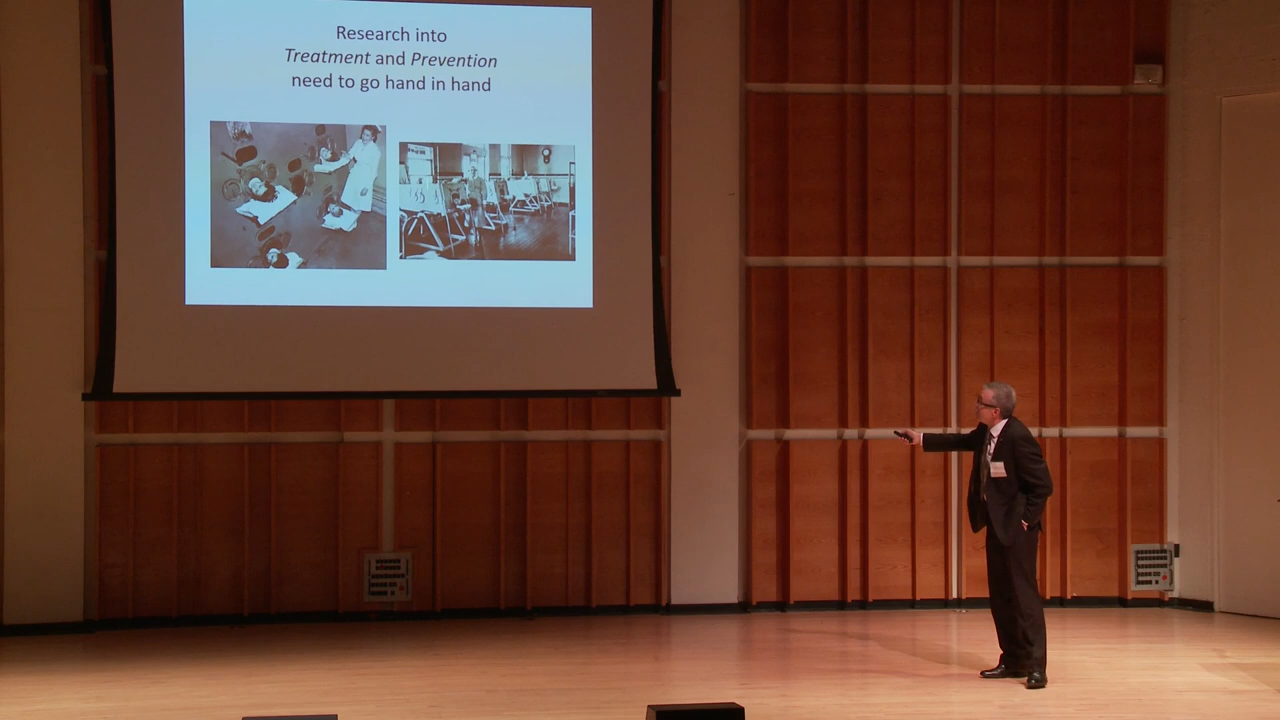 Research into
Treatment and Prevention
need to go hand in hand